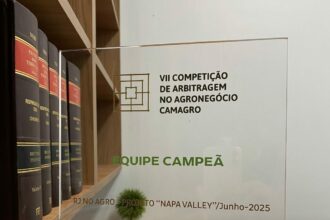 VII COMPETIÇÃO
DE ARBITRAGEM
NO AGRONEGÓCIO
CAMAGRO
EQUIPE CAMPEÃ
RJ NO AGRO - PROJETO "NAPA VALLEY"/Junho-2025